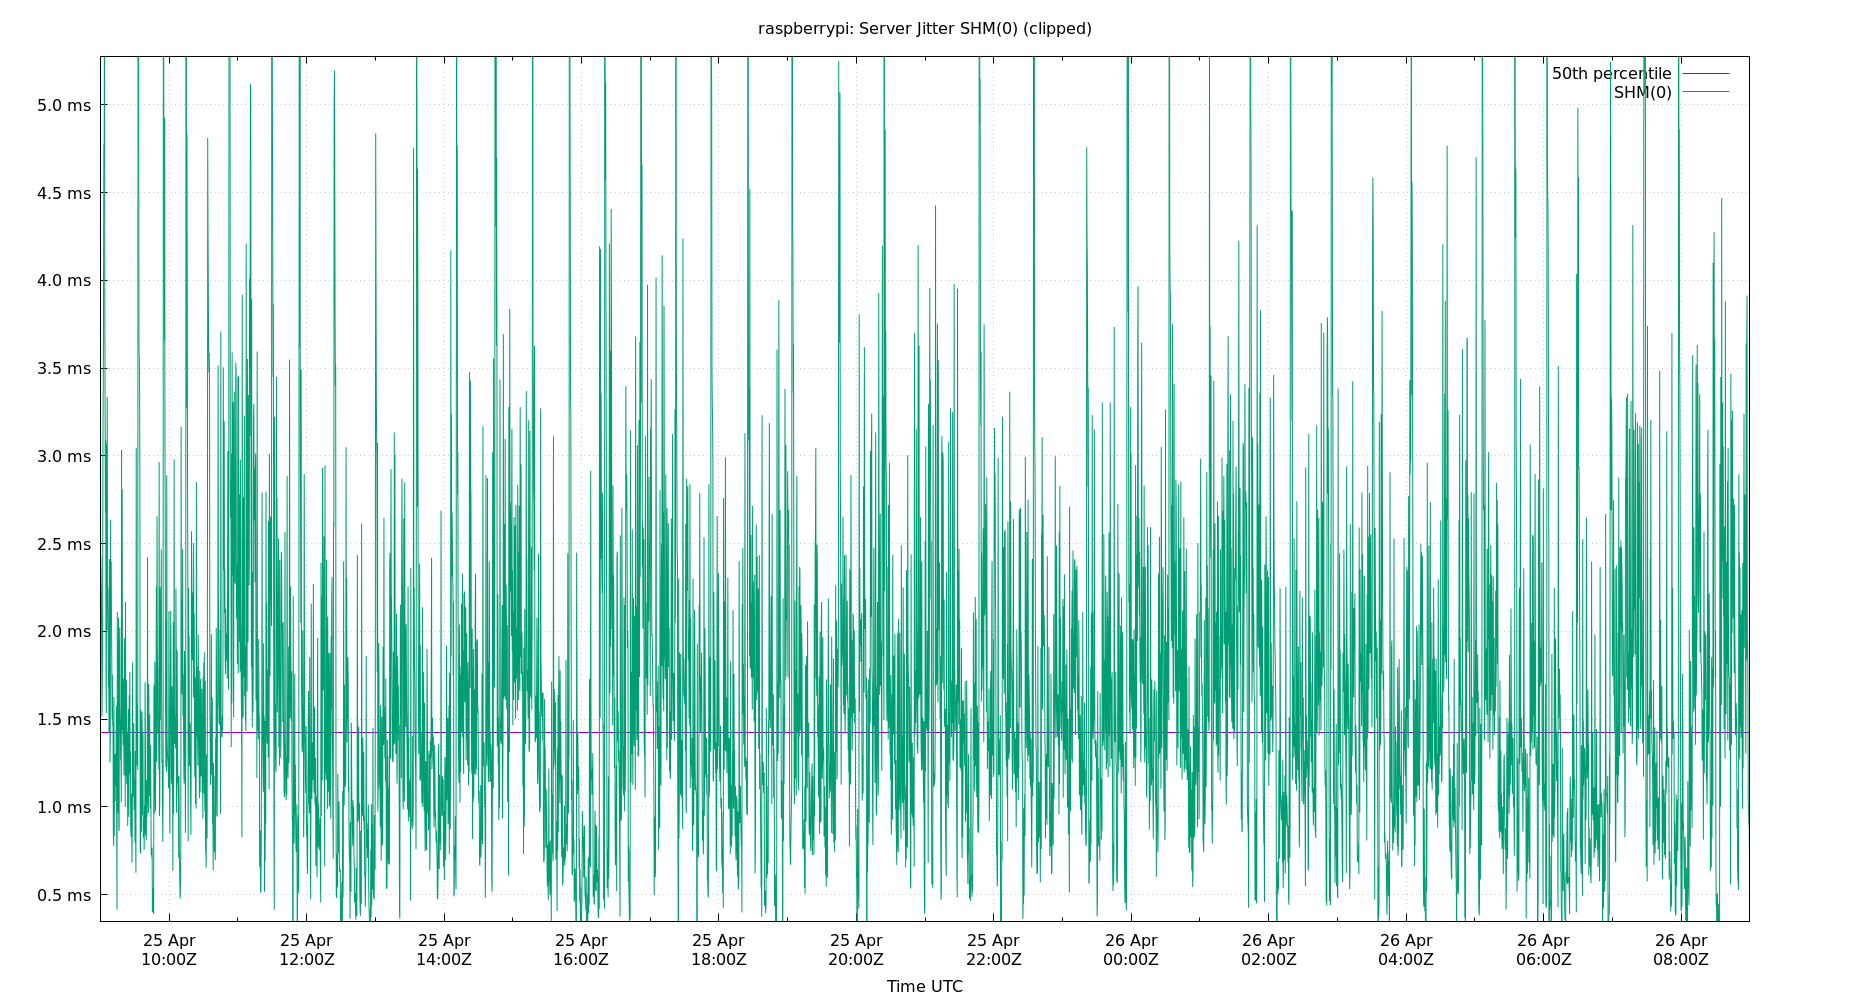 raspberrypi: Server Jitter SHM(0) (clipped)
50th percentile
SHM(0)
5.0 ms
4.5 ms
4.0 ms
3.5 ms
3.0 ms
2.5 ms
2.0 ms
1.5 ms
1.0 ms
0.5 ms
25 Apr 25 Apr 25 Apr 25 Apr 25 Apr 25 Apr 25 Apr 26 Apr 26 Apr 26 Apr 26 Apr 26 Apr
10:00Z 12:00Z 14:00Z 16:00Z 18:00Z 20:00Z 22:00Z 00:00Z 02:00Z 04:00Z 06:00Z 08:00Z
Time UTC